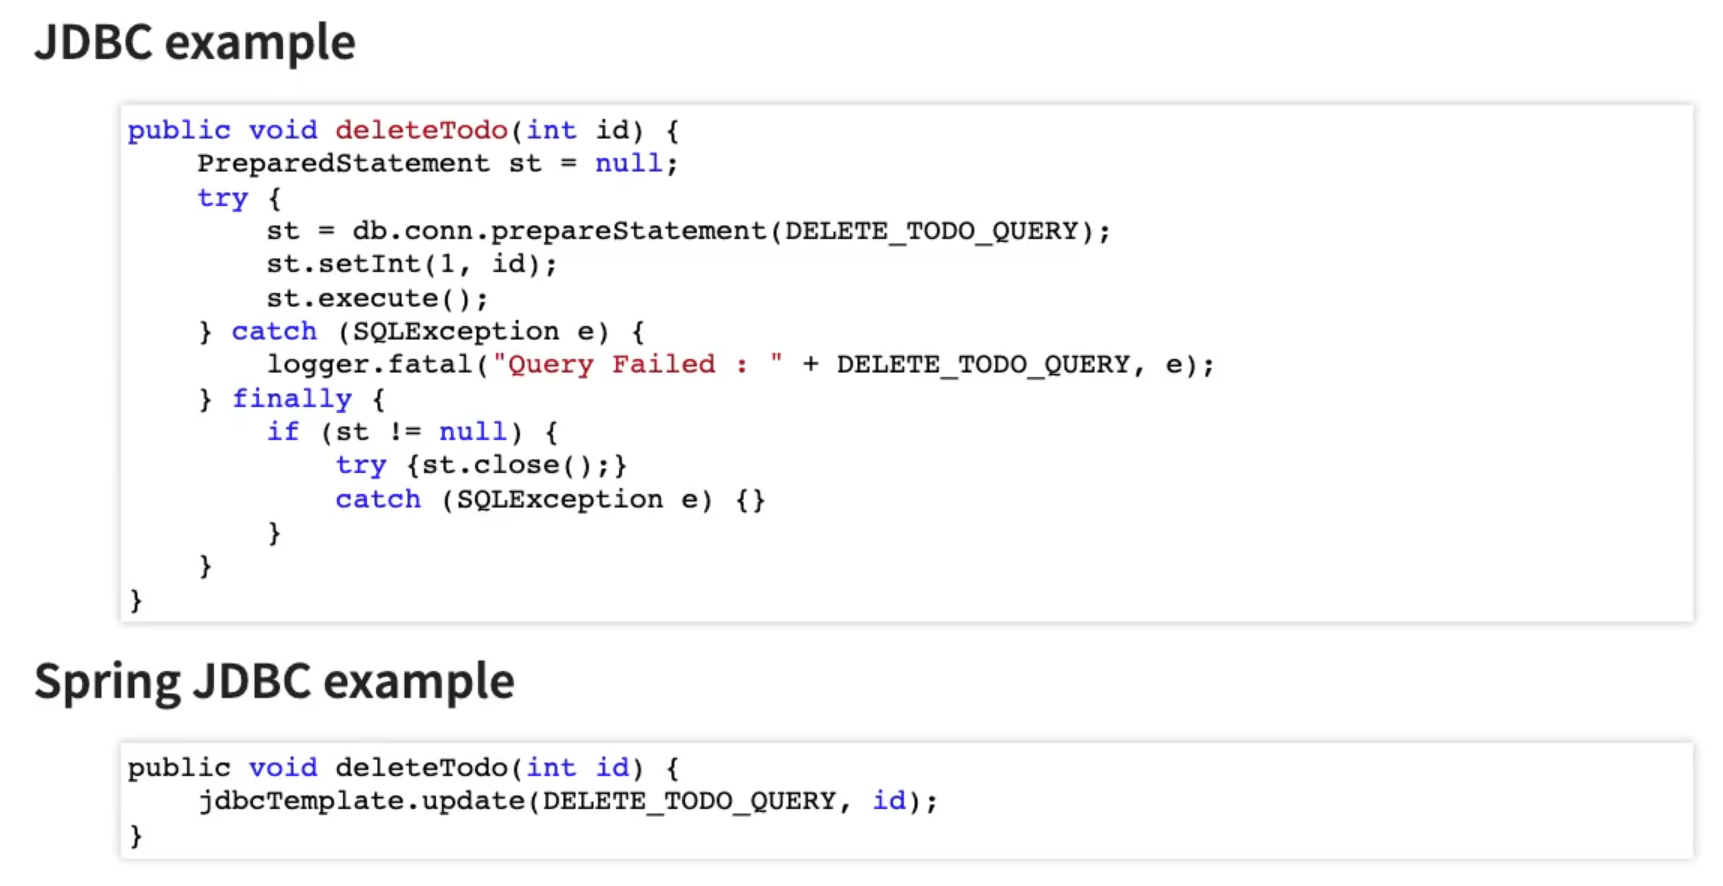 JDBC example
public void deleteTodo(int id) {
    PreparedStatement st = null;
    try {
        st = db.conn.prepareStatement(DELETE_TODO_QUERY);
        st.setInt(1, id);
        st.execute();
    } catch (SQLException e) {
        logger.fatal("Query Failed : " + DELETE_TODO_QUERY, e);
    } finally {
        if (st != null) {
            try {st.close();}
            catch (SQLException e) {}
        }
    }
}
Spring JDBC example
public void deleteTodo(int id) {
    jdbcTemplate.update(DELETE_TODO_QUERY, id);
}